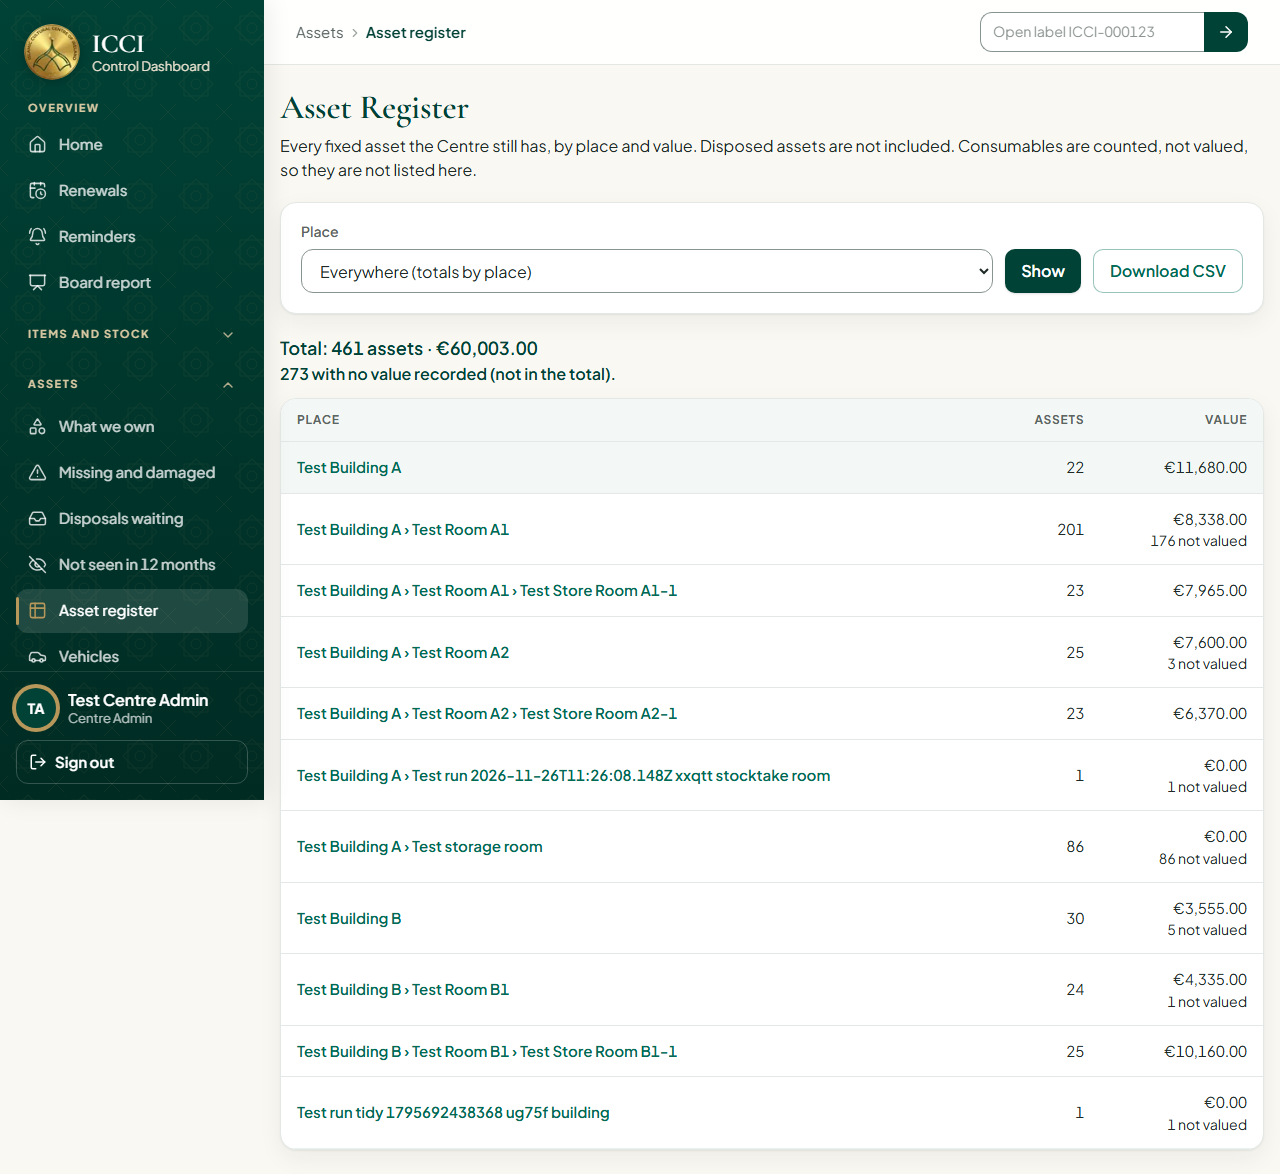 ICCI
Control Dashboard
OVERVIEW
Home
Renewals
Reminders
Board report
ITEMS AND STOCK
ASSETS
What we own
Missing and damaged
Disposals waiting
Not seen in 12 months
Asset register
Vehicles
TA
Test Centre Admin
Centre Admin
Sign out
Assets › Asset register
Open label ICCI-000123
Asset Register
Every fixed asset the Centre still has, by place and value. Disposed assets are not included. Consumables are counted, not valued,
so they are not listed here.
Place
Everywhere (totals by place)
Show
Download CSV
Total: 461 assets · €60,003.00
273 with no value recorded (not in the total).
PLACE ASSETS VALUE
Test Building A 22 €11,680.00
Test Building A › Test Room A1 201 €8,338.00
176 not valued
Test Building A › Test Room A1 › Test Store Room A1-1 23 €7,965.00
Test Building A › Test Room A2 25 €7,600.00
3 not valued
Test Building A › Test Room A2 › Test Store Room A2-1 23 €6,370.00
Test Building A › Test run 2026-11-26T11:26:08.148Z xxqtt stocktake room 1 €0.00
1 not valued
Test Building A › Test storage room 86 €0.00
86 not valued
Test Building B 30 €3,555.00
5 not valued
Test Building B › Test Room B1 24 €4,335.00
1 not valued
Test Building B › Test Room B1 › Test Store Room B1-1 25 €10,160.00
Test run tidy 1795692438368 ug75f building 1 €0.00
1 not valued